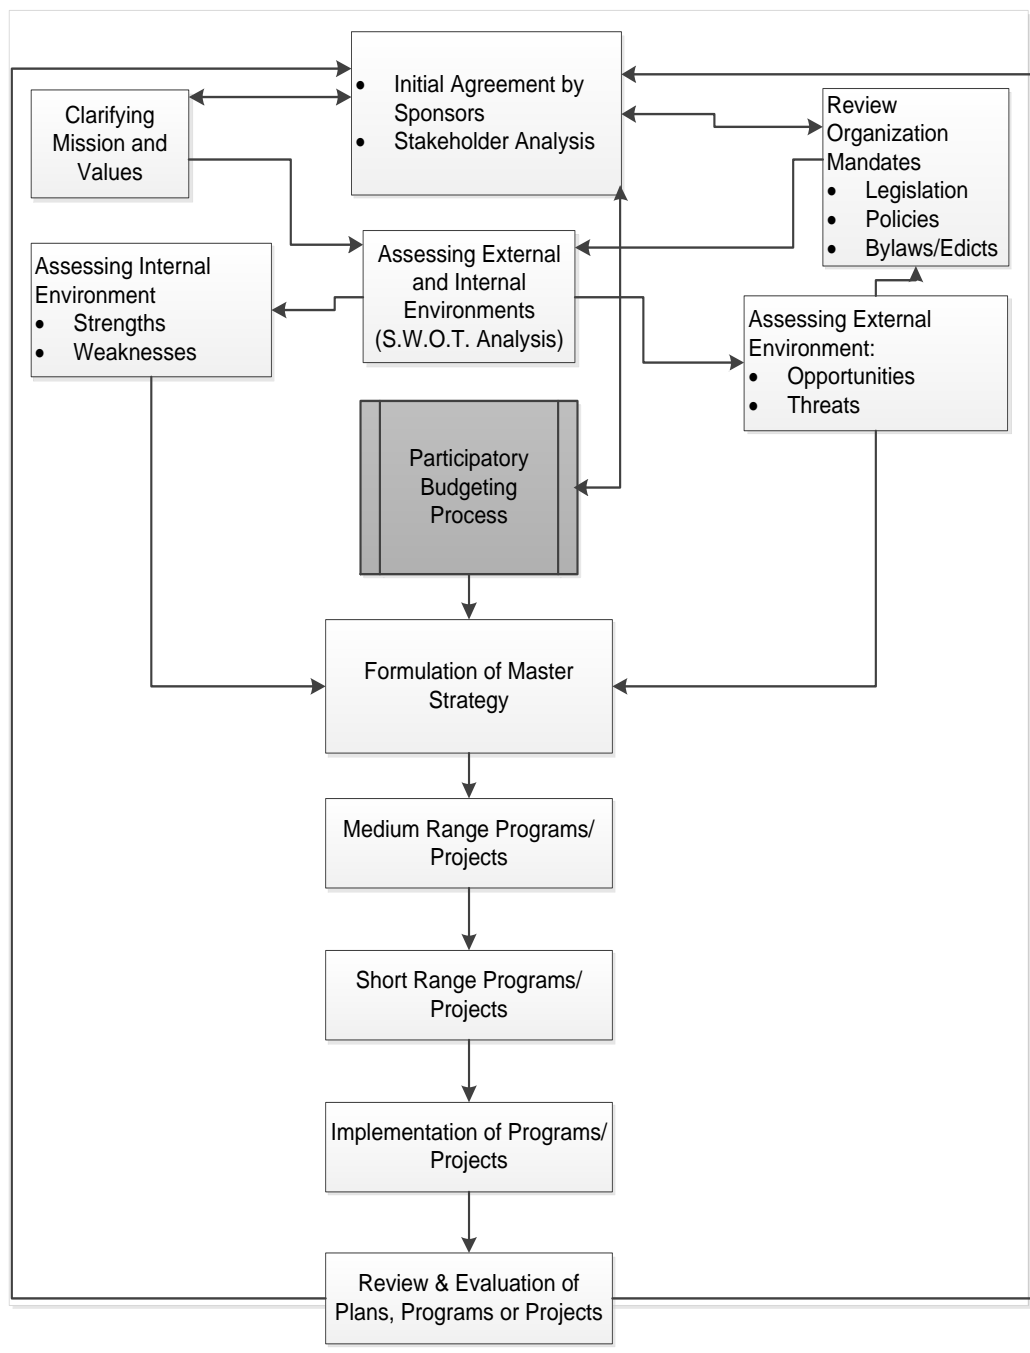 • Initial Agreement by
Sponsors
• Stakeholder Analysis
Clarifying
Mission and
Values
Review
Organization
Mandates
• Legislation
• Policies
• Bylaws/Edicts
Assessing External
and Internal
Environments
(S.W.O.T. Analysis)
Assessing Internal
Environment
• Strengths
• Weaknesses
Assessing External
Environment:
• Opportunities
• Threats
Participatory
Budgeting
Process
Formulation of Master
Strategy
Medium Range Programs/
Projects
Short Range Programs/
Projects
Implementation of Programs/
Projects
Review & Evaluation of
Plans, Programs or Projects